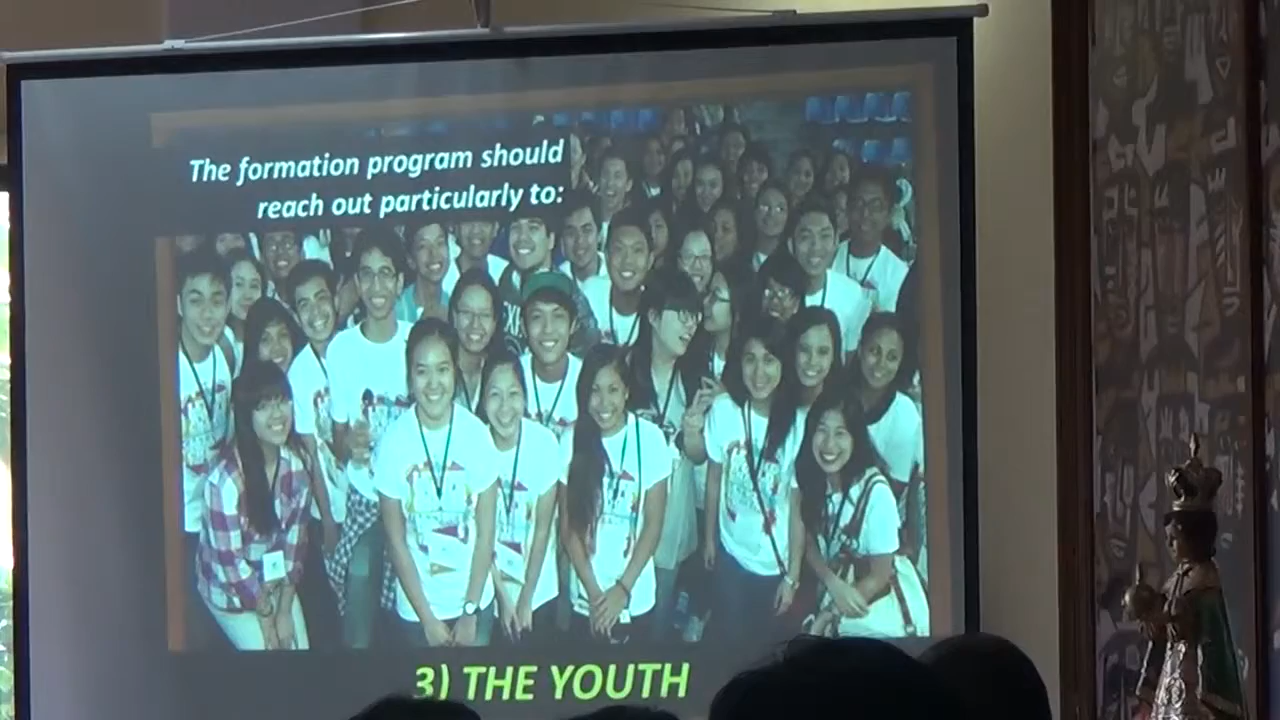 The formation program should
reach out particularly to:
3) THE YOUTH